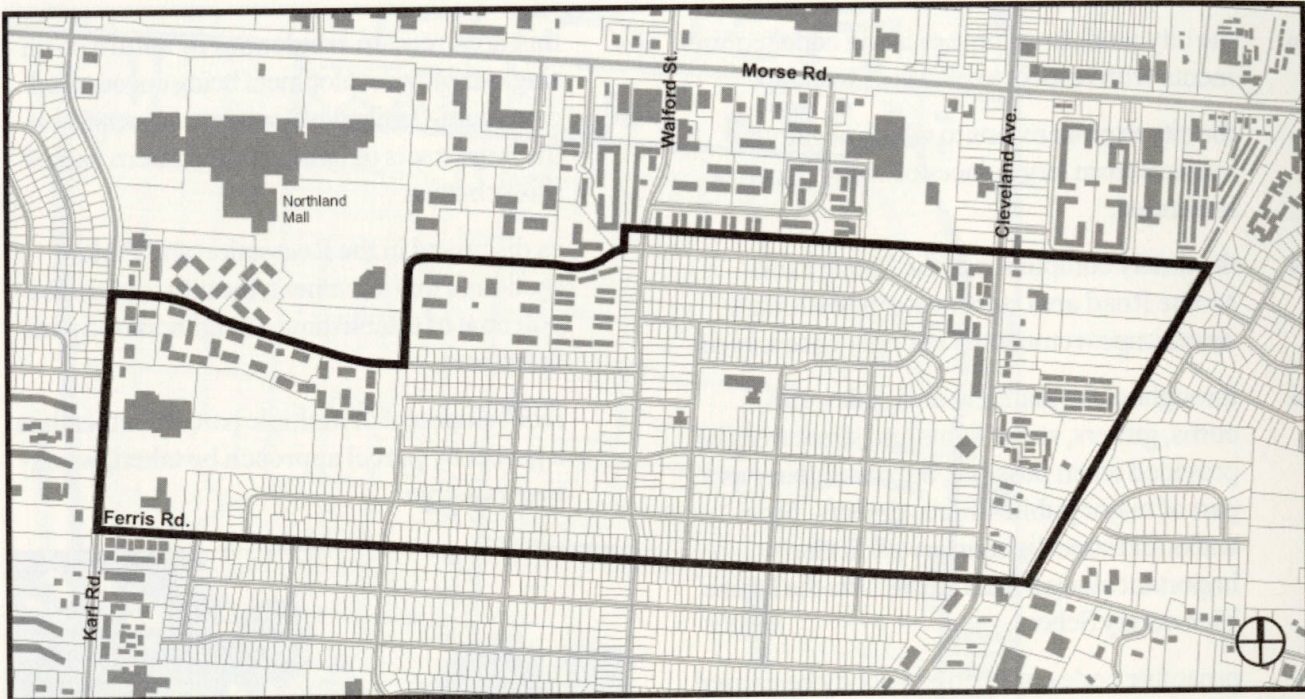 Morse Rd.
Walford St.
Cleveland Ave.
Northland
Mall
Ferris Rd.
Karl Rd.